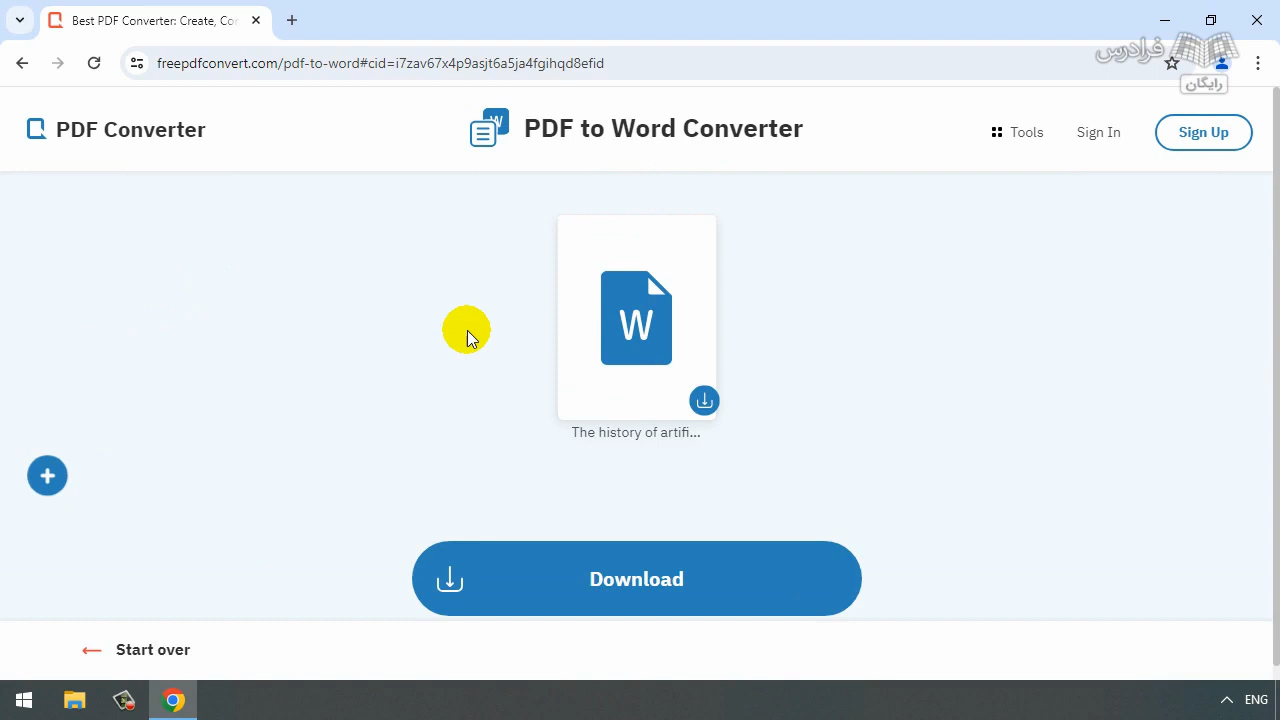 Best PDF Converter: Create, Co
freepdfconvert.com/pdf-to-word#cid=i7zav67x4p9asjt6a5ja4fgihqd8efid
فرادرس
رایگان
PDF Converter
W
PDF to Word Converter
Tools
Sign In
Sign Up
W
The history of artifi...
Download
Start over
ENG